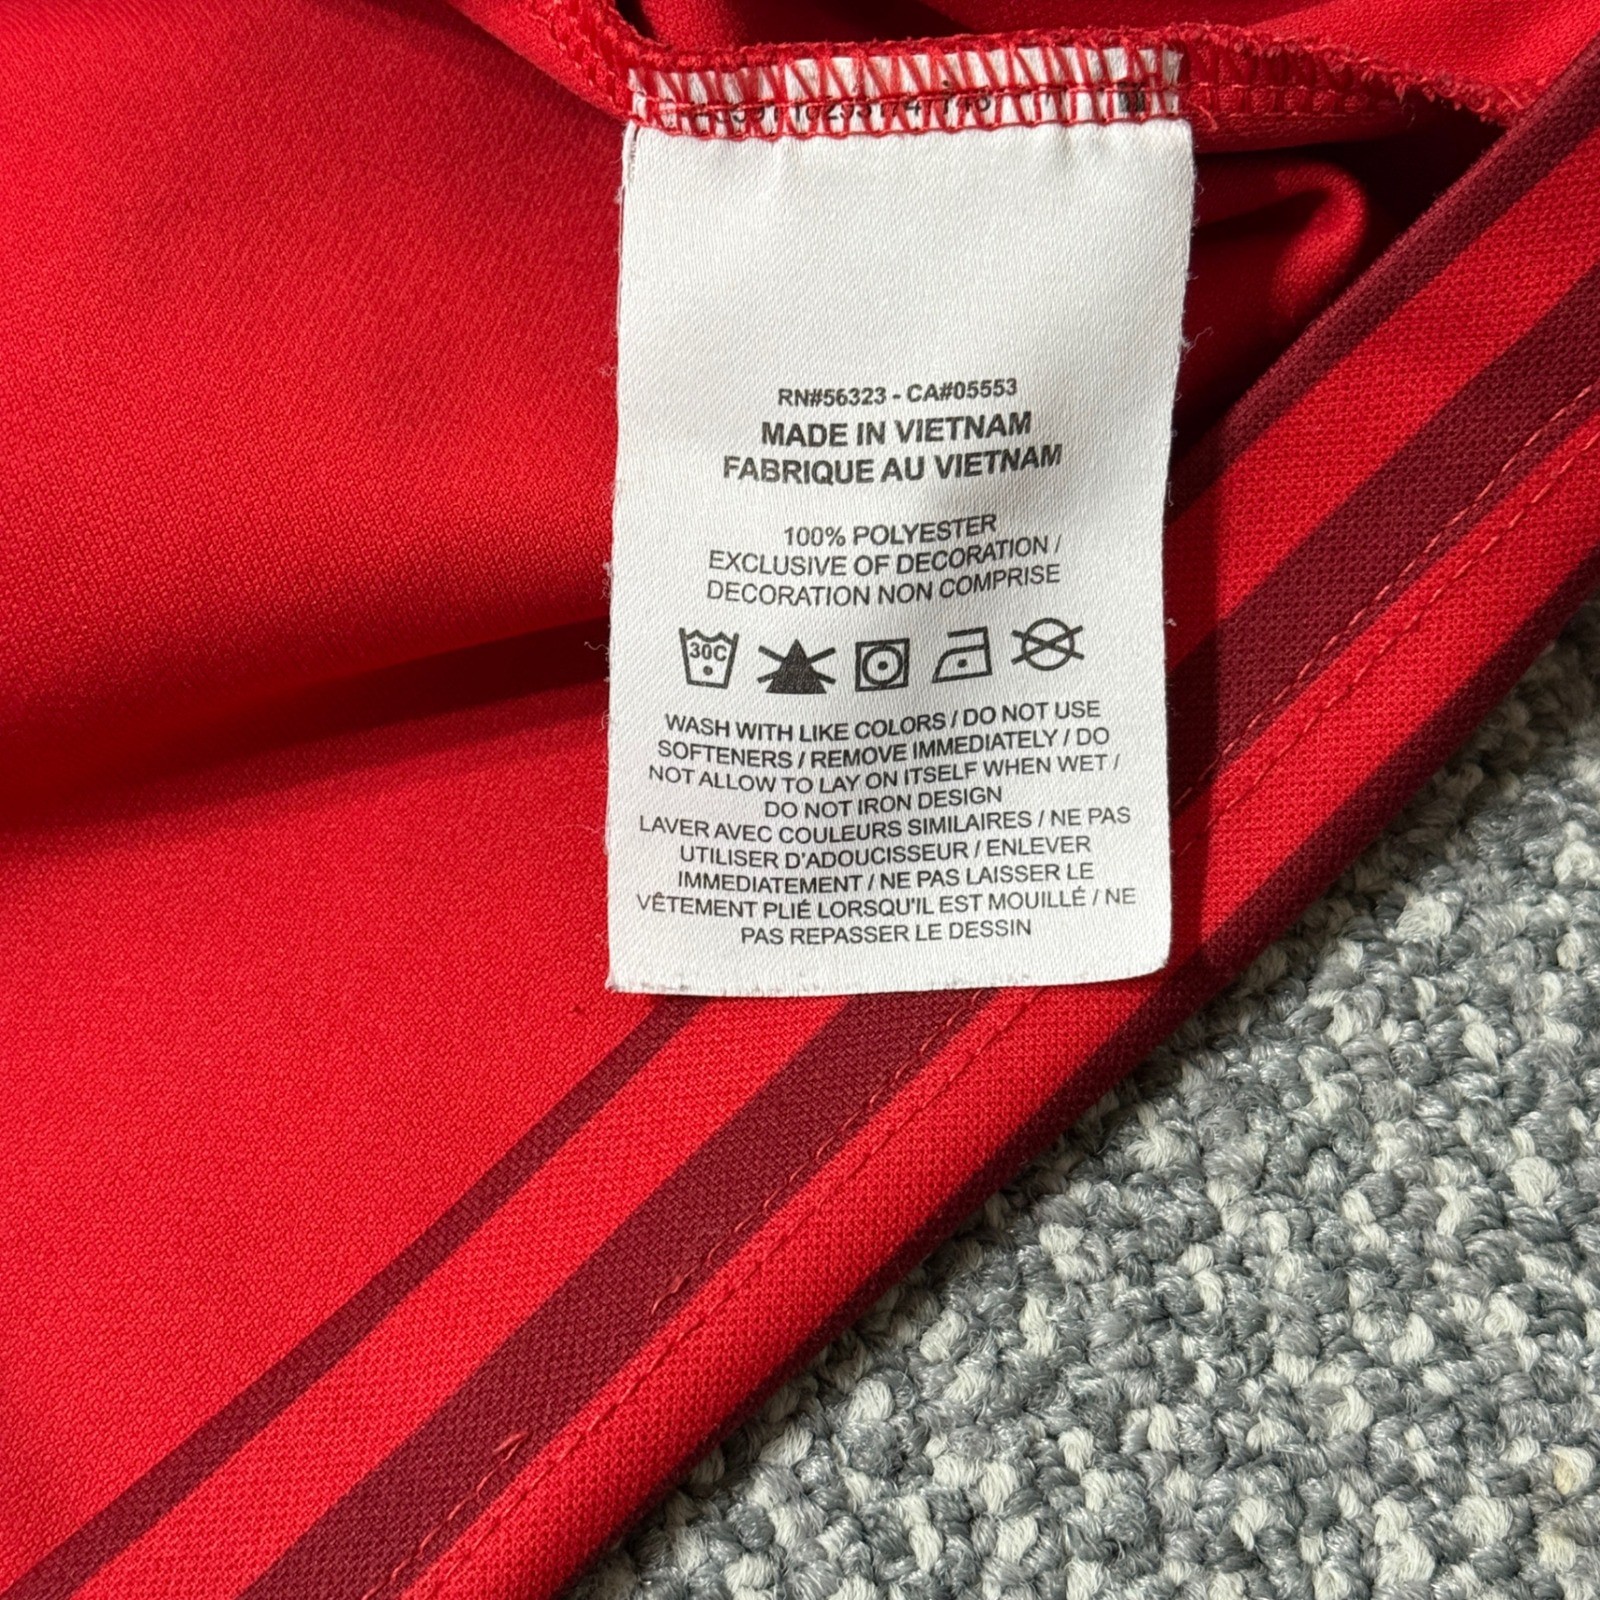 RN#56323 - CA#05553
MADE IN VIETNAM
FABRIQUE AU VIETNAM
100% POLYESTER
EXCLUSIVE OF DECORATION /
DECORATION NON COMPRISE
30C
WASH WITH LIKE COLORS / DO NOT USE
SOFTENERS / REMOVE IMMEDIATELY / DO
NOT ALLOW TO LAY ON ITSELF WHEN WET /
DO NOT IRON DESIGN
LAVER AVEC COULEURS SIMILAIRES / NE PAS
UTILISER D'ADOUCISSEUR / ENLEVER
IMMEDIATEMENT / NE PAS LAISSER LE
VÊTEMENT PLIÉ LORSQU'IL EST MOUILLÉ / NE
PAS REPASSER LE DESSIN